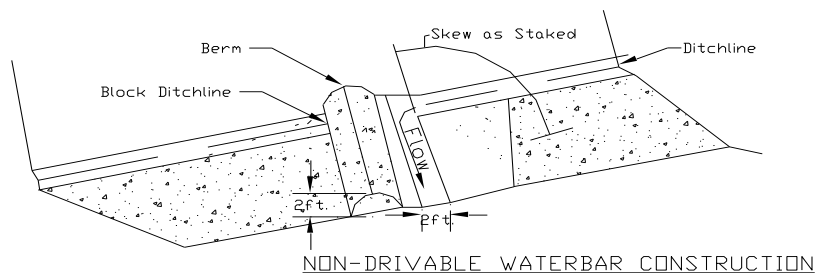 Skew as Staked
Berm
Ditchline
Block Ditchline
FLOW
2ft.
2ft.
NON-DRIVABLE WATERBAR CONSTRUCTION